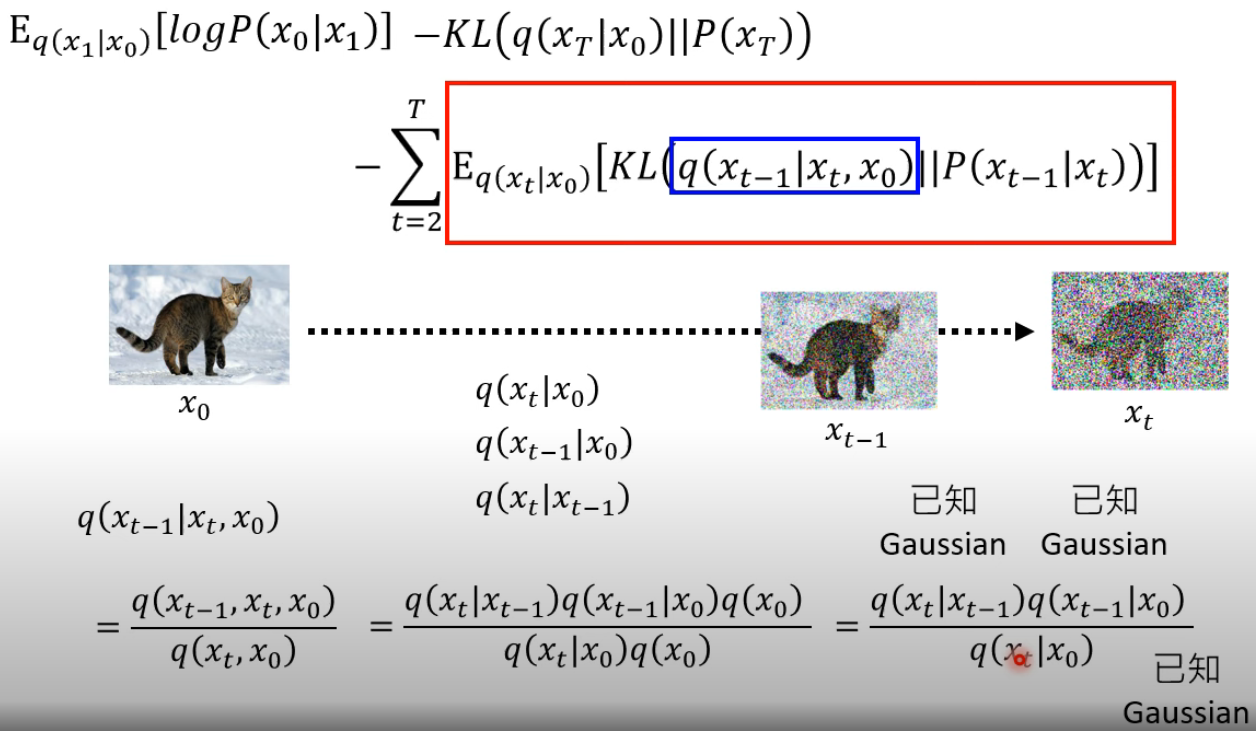 E_{q(x_1|x_0)}[logP(x_0|x_1)] −KL(q(x_T|x_0)||P(x_T))
−∑_{t=2}^{T} E_{q(x_t|x_0)}[KL(q(x_{t−1}|x_t, x_0)||P(x_{t−1}|x_t))]
x_0
q(x_t|x_0)
q(x_{t−1}|x_0)
q(x_t|x_{t−1})
x_{t−1}
x_t
q(x_{t−1}|x_t, x_0)
已知
Gaussian
已知
Gaussian
= \frac{q(x_{t−1}, x_t, x_0)}{q(x_t, x_0)} = \frac{q(x_t|x_{t−1})q(x_{t−1}|x_0)q(x_0)}{q(x_t|x_0)q(x_0)} = \frac{q(x_t|x_{t−1})q(x_{t−1}|x_0)}{q(x_t|x_0)}
已知
Gaussian